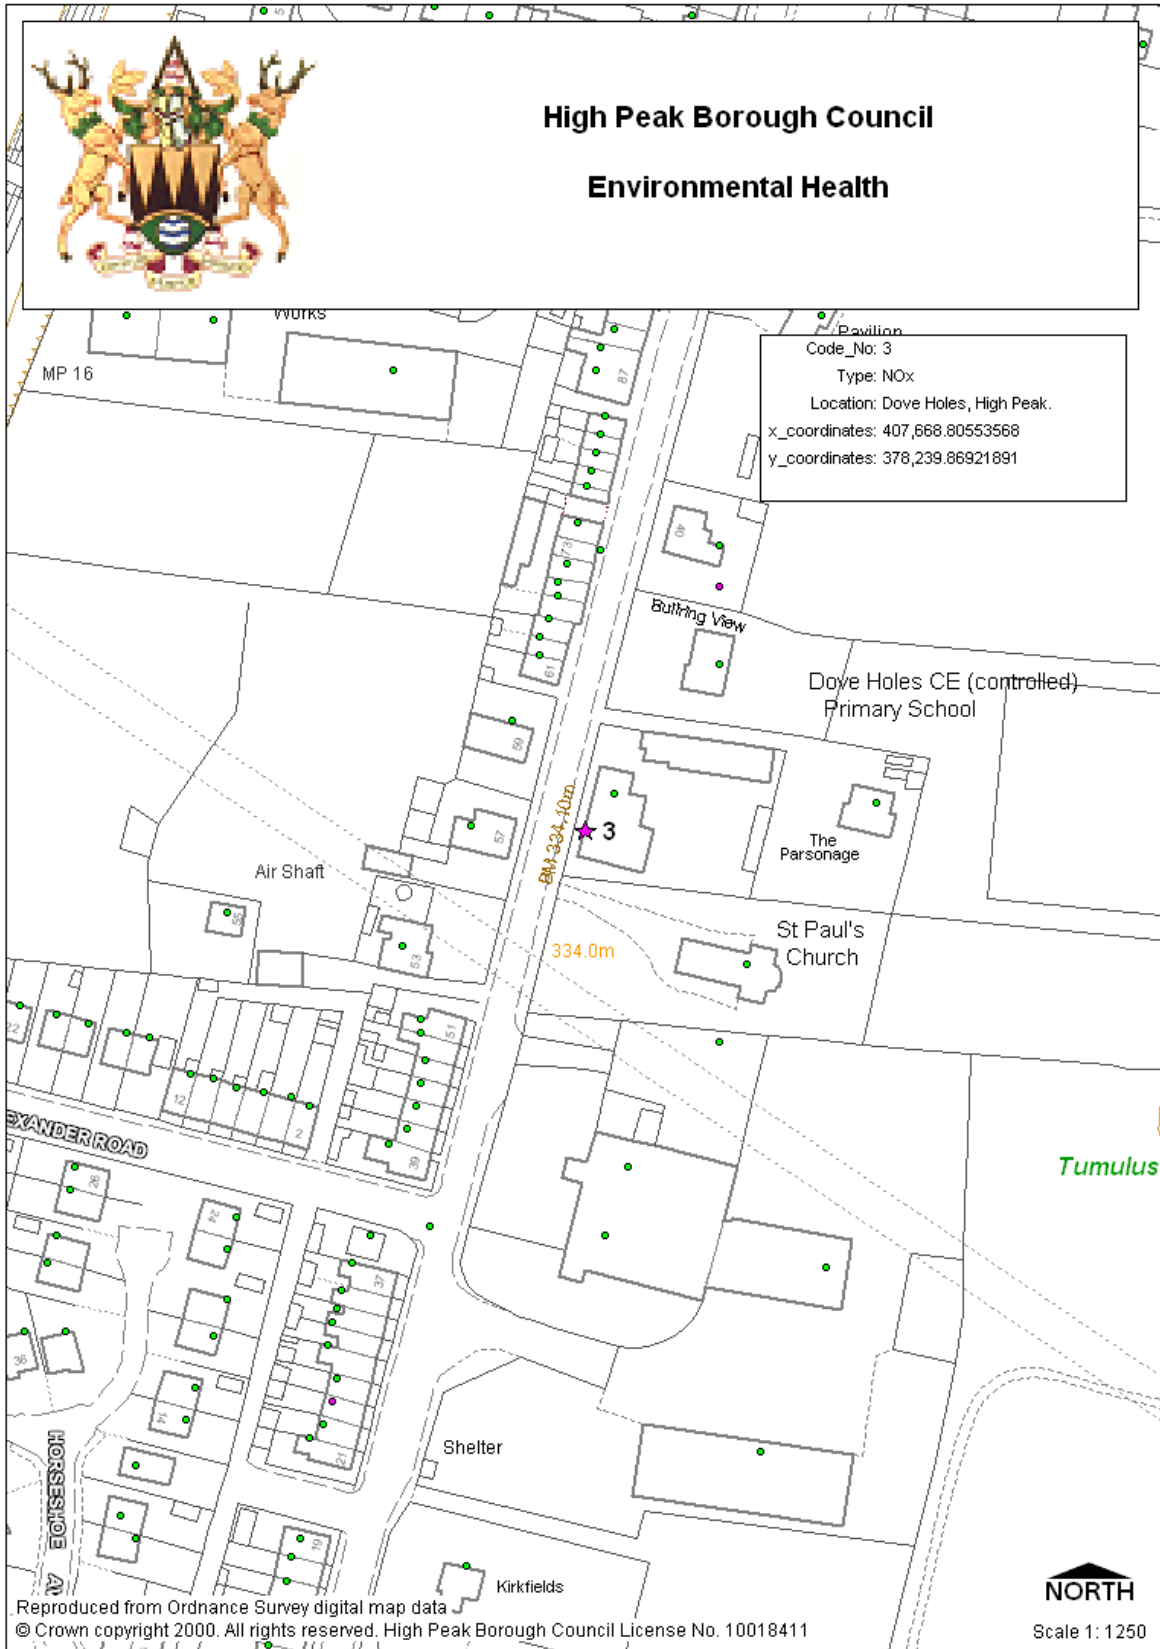 5
High Peak Borough Council
Environmental Health
Works
Pavilion
MP 16
87
Code_No: 3
Type: NOx
Location: Dove Holes, High Peak.
x_coordinates: 407,668.80553568
y_coordinates: 378,239.86921891
40
73
Bullring View
61
Dove Holes CE (controlled)
Primary School
59
BM 334.10m
3
57
The
Parsonage
Air Shaft
55
St Paul's
Church
53
334.0m
22
51
12
2
EXANDER ROAD
39
Tumulus
26
24
37
36
14
HORSESHOE AV
Shelter
21
19
Kirkfields
NORTH
Reproduced from Ordnance Survey digital map data
© Crown copyright 2000. All rights reserved. High Peak Borough Council License No. 10018411
Scale 1: 1250